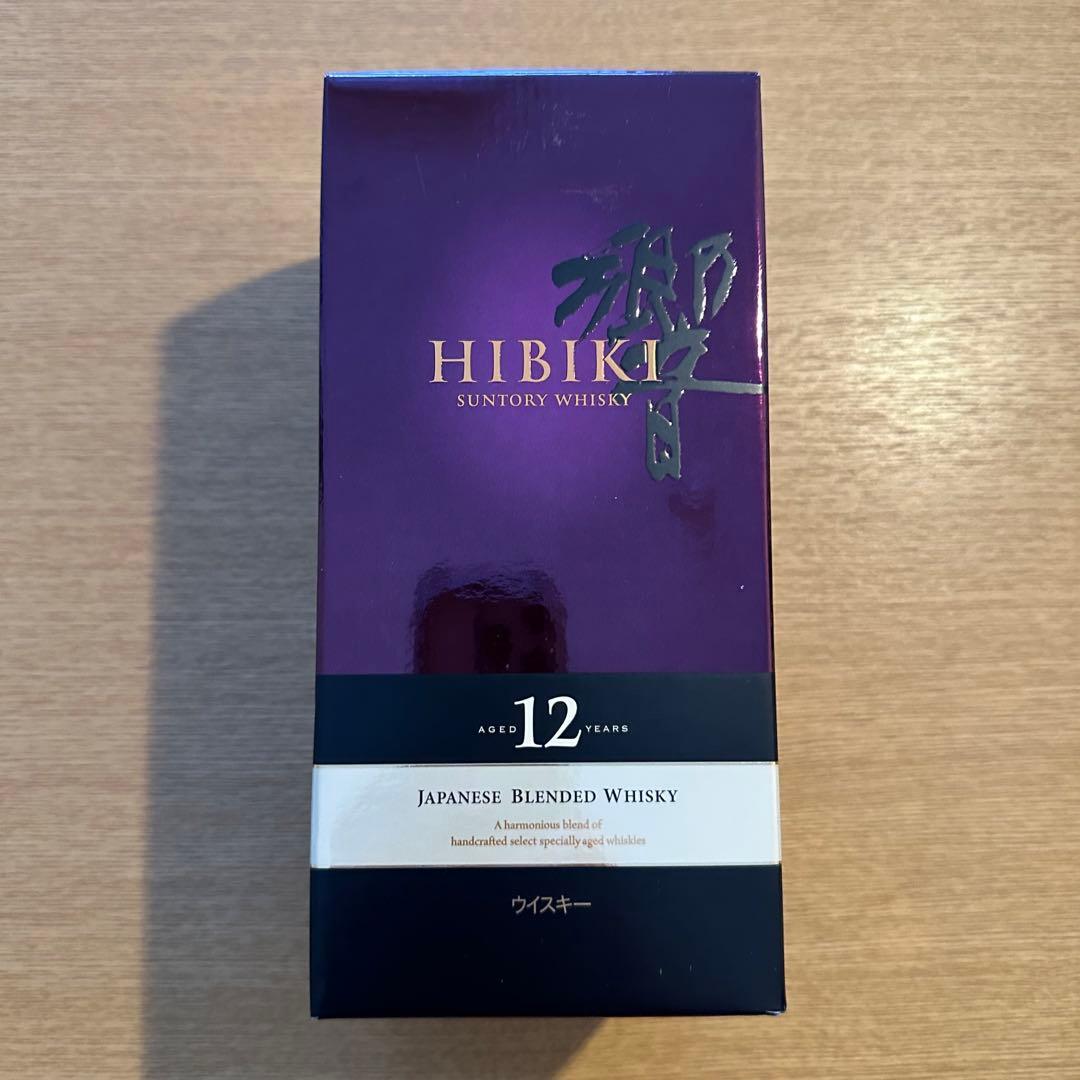 響
HIBIKI
SUNTORY WHISKY
AGED 12 YEARS
JAPANESE BLENDED WHISKY
A harmonious blend of
handcrafted select specially aged whiskies
ウイスキー